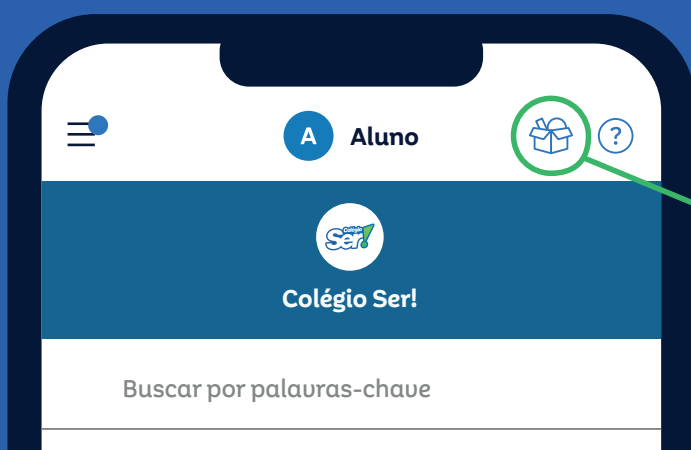 A Aluno ?
Colégio
Ser!
Colégio Ser!
Buscar por palavras-chave